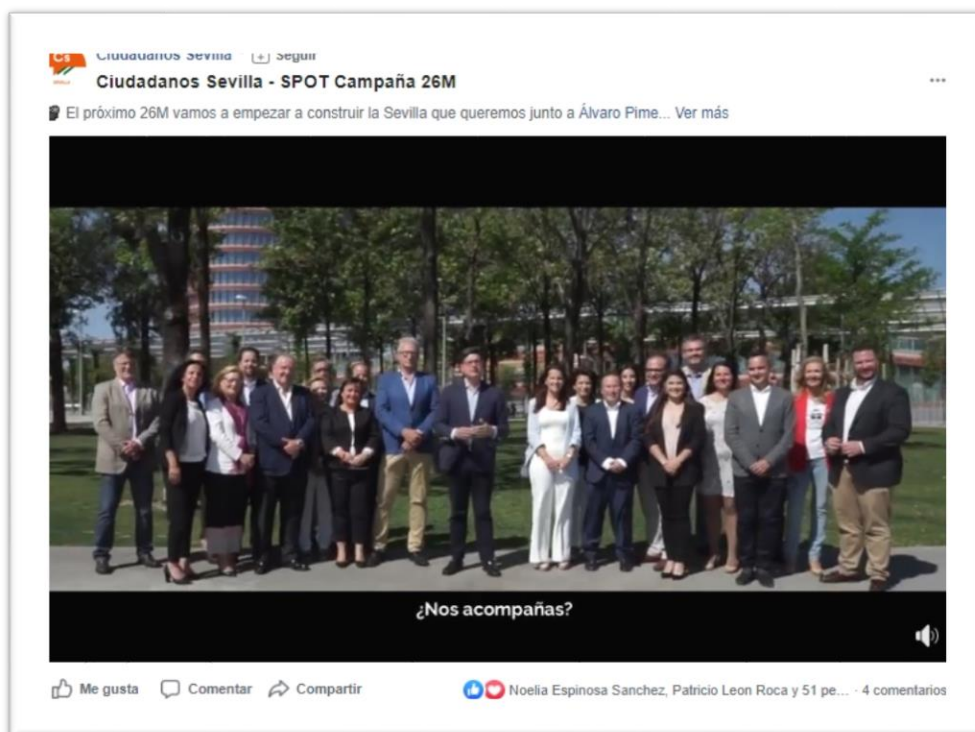 Cs Ciudadanos Sevilla · Seguir
Ciudadanos Sevilla - SPOT Campaña 26M
El próximo 26M vamos a empezar a construir la Sevilla que queremos junto a Álvaro Pime... Ver más
¿Nos acompañas?
Me gusta Comentar Compartir Noelia Espinosa Sanchez, Patricio Leon Roca y 51 pe... · 4 comentarios